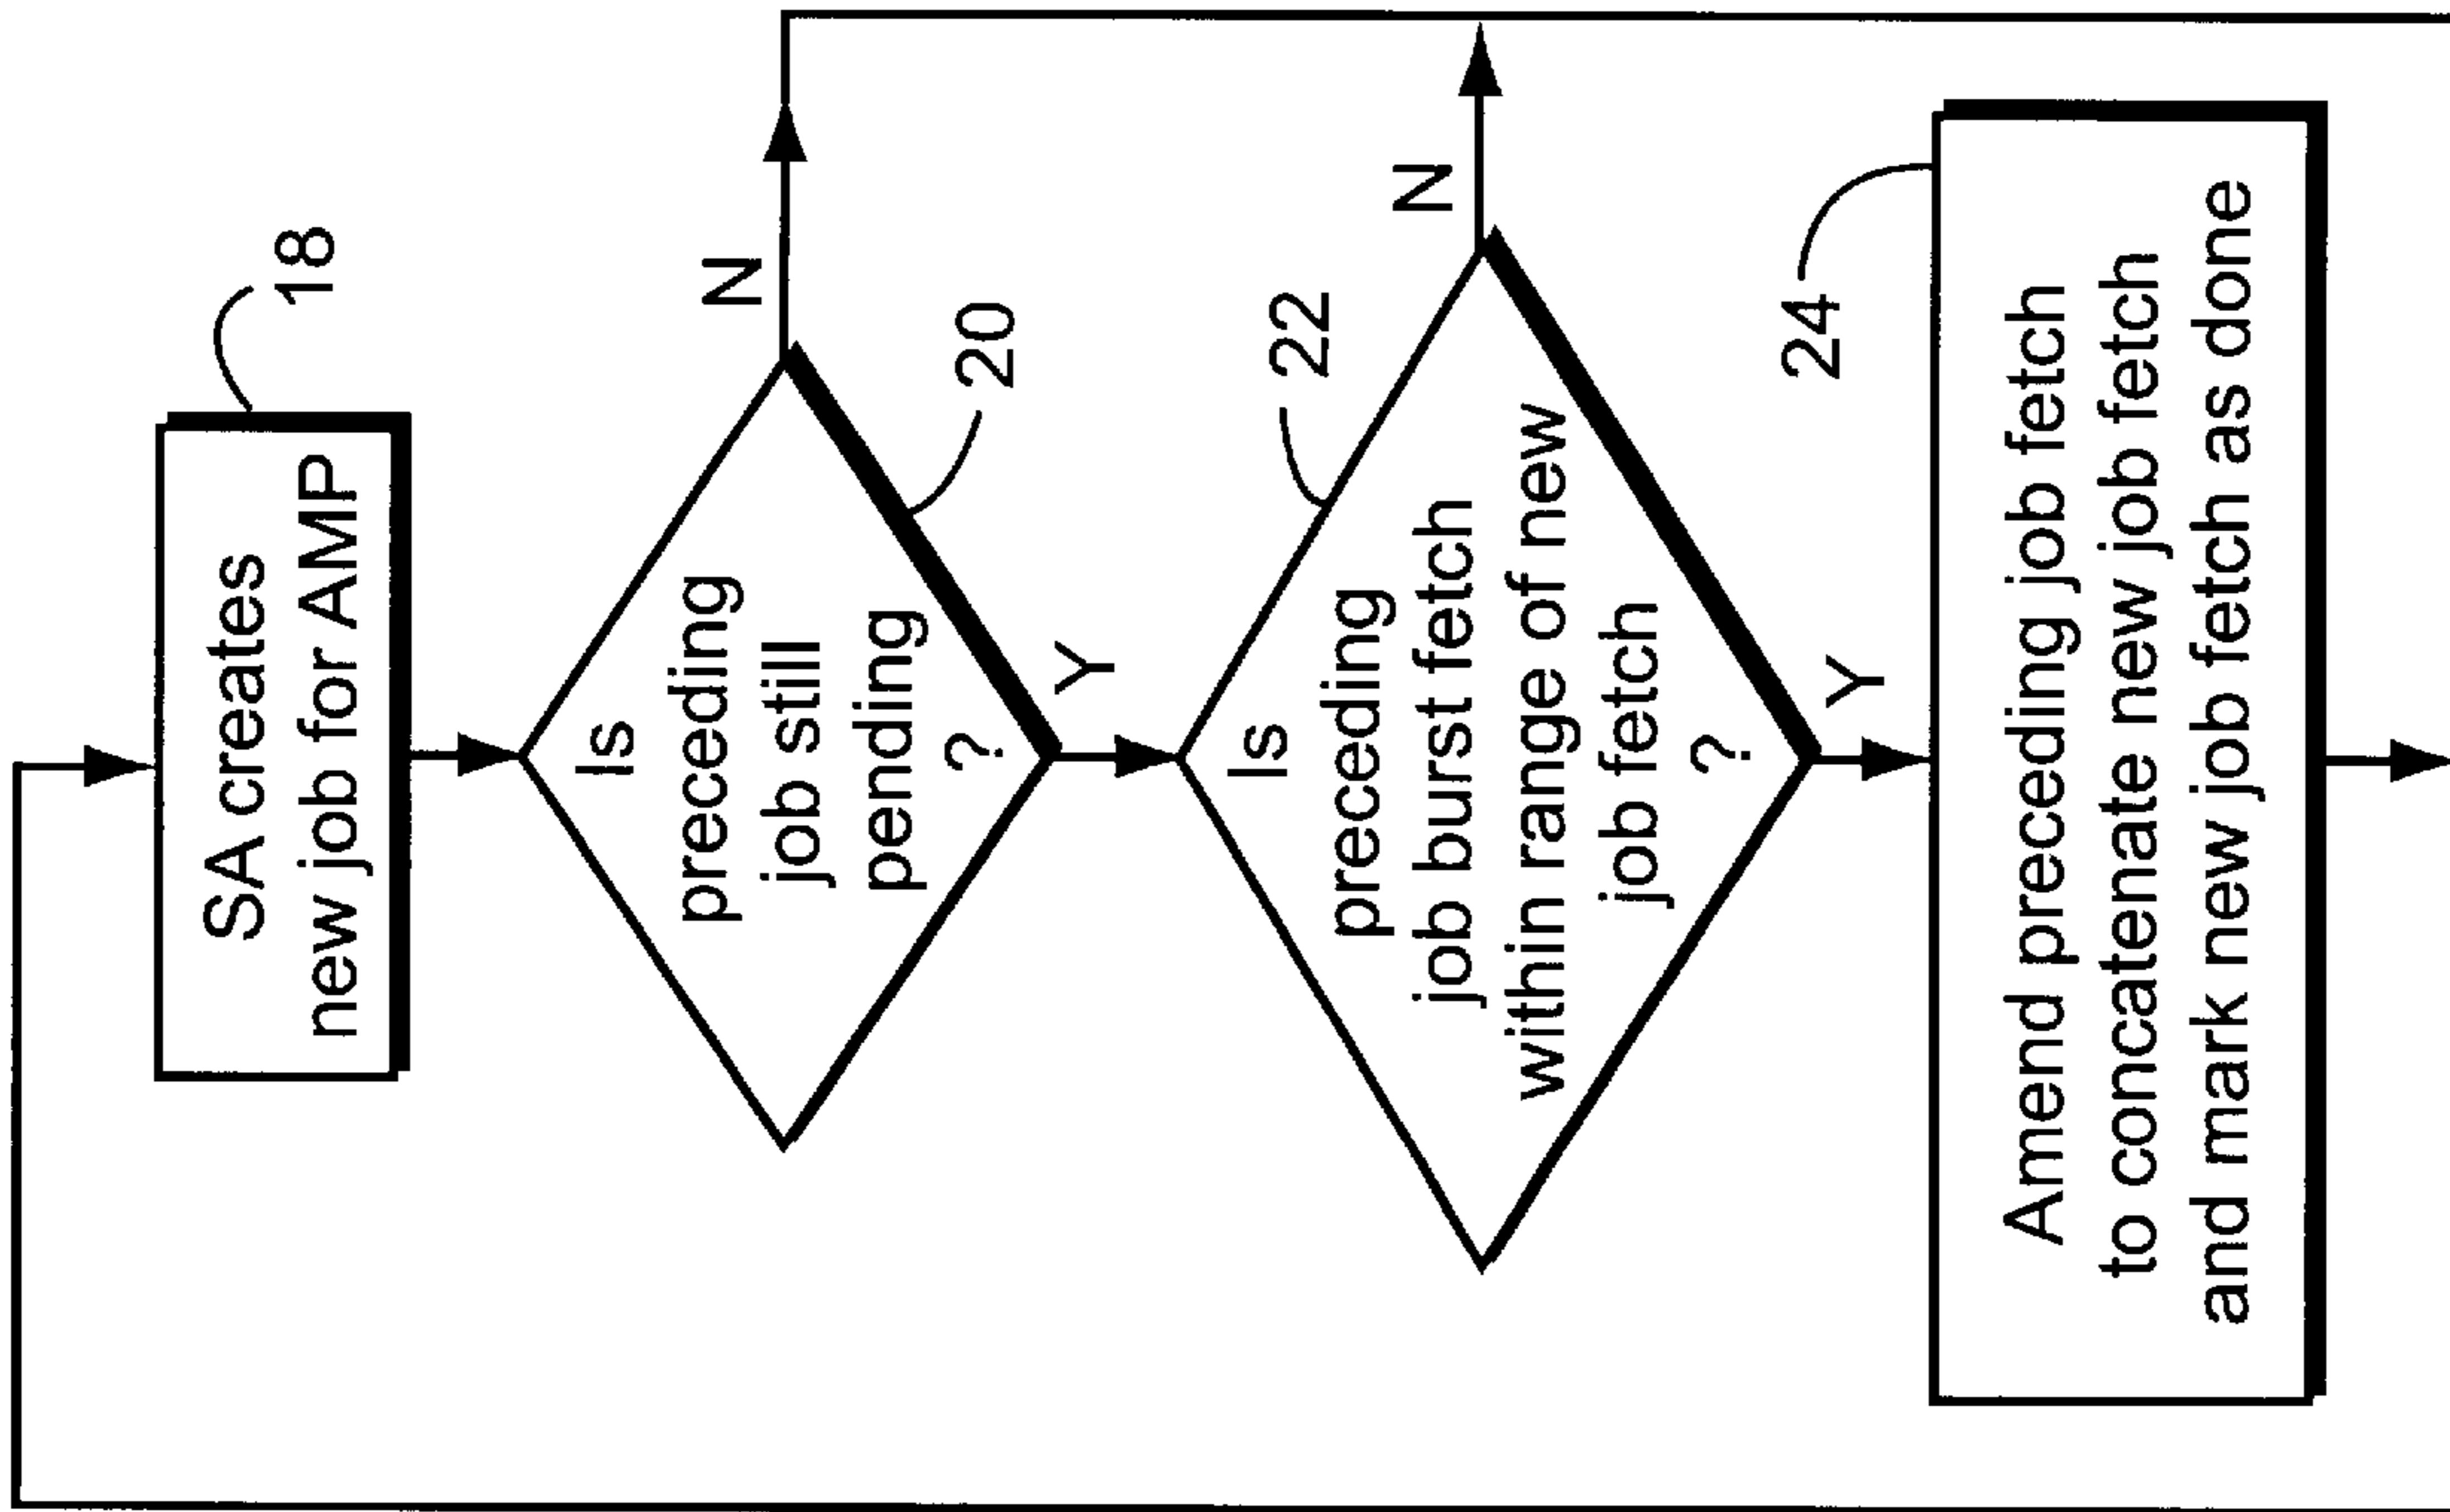 SA creates
new job for AMP
18
Is
preceding
job still
pending
?
N
20
Y
Is
preceding
job burst fetch
within range of new
job fetch
?
22
N
Y
24
Amend preceding job fetch
to concatenate new job fetch
and mark new job fetch as done